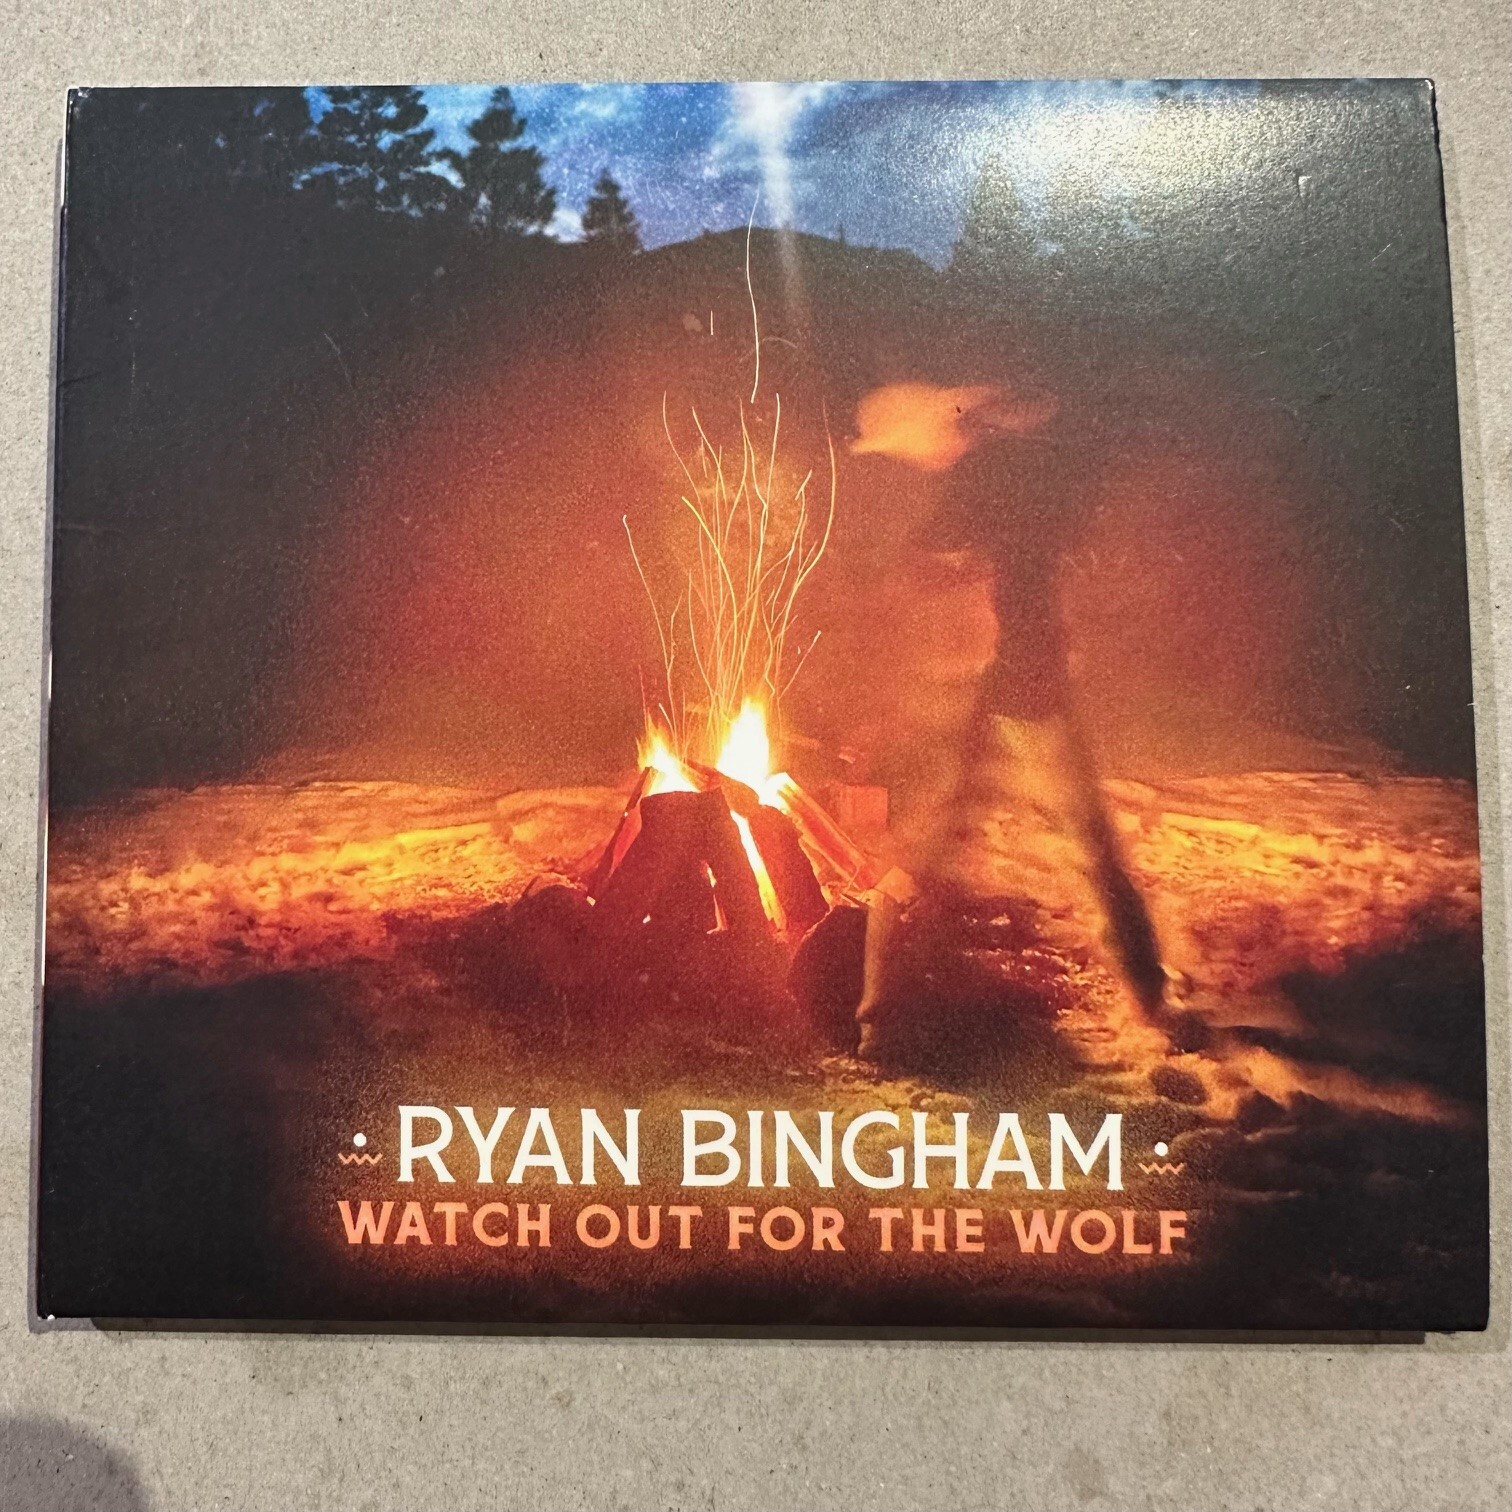 RYAN BINGHAM
WATCH OUT FOR THE WOLF